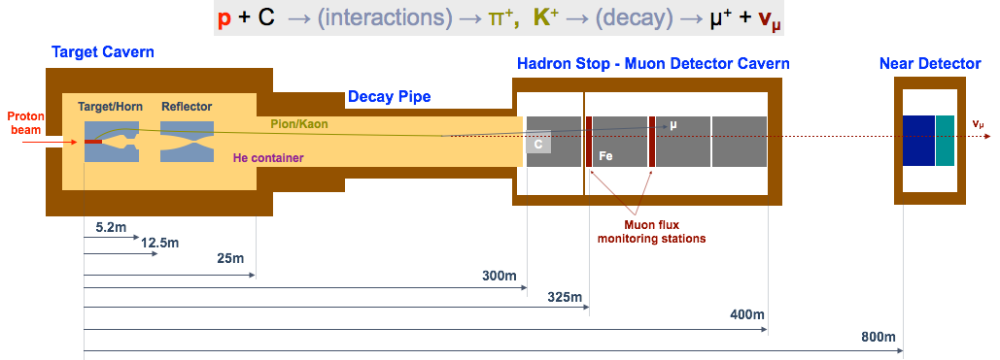 p + C → (interactions) → π⁺, K⁺ → (decay) → μ⁺ + νμ
Target Cavern
Hadron Stop - Muon Detector Cavern
Near Detector
Decay Pipe
Target/Horn
Reflector
Proton
beam
Pion/Kaon
μ
νμ
C
He container
Fe
Muon flux
monitoring stations
5.2m
12.5m
25m
300m
325m
400m
800m